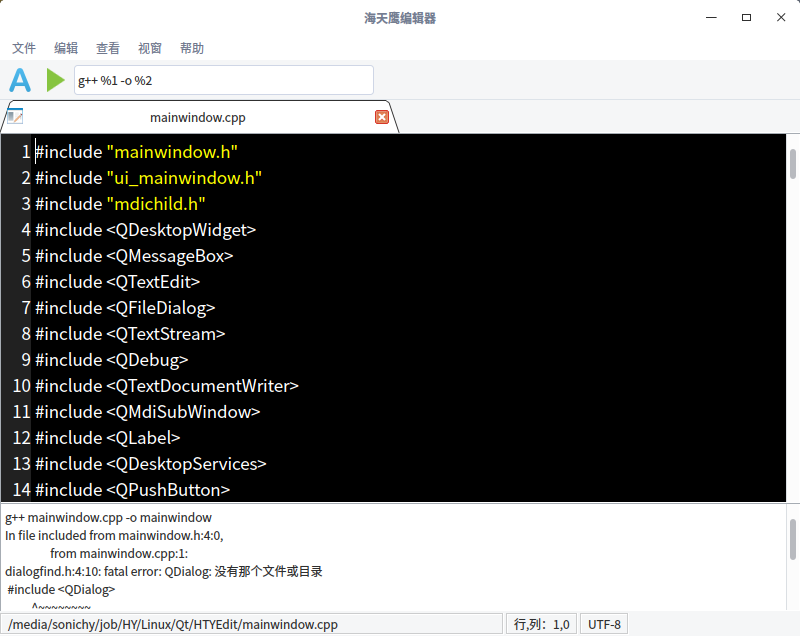 海天鹰编辑器
文件 编辑 查看 视窗 帮助
g++ %1 -o %2
mainwindow.cpp
1 #include "mainwindow.h"
2 #include "ui_mainwindow.h"
3 #include "mdichild.h"
4 #include <QDesktopWidget>
5 #include <QMessageBox>
6 #include <QTextEdit>
7 #include <QFileDialog>
8 #include <QTextStream>
9 #include <QDebug>
10 #include <QTextDocumentWriter>
11 #include <QMdiSubWindow>
12 #include <QLabel>
13 #include <QDesktopServices>
14 #include <QPushButton>
g++ mainwindow.cpp -o mainwindow
In file included from mainwindow.h:4:0,
from mainwindow.cpp:1:
dialogfind.h:4:10: fatal error: QDialog: 没有那个文件或目录
#include <QDialog>
^~~~~~~~~
/media/sonichy/job/HY/Linux/Qt/HTYEdit/mainwindow.cpp 行,列: 1,0 UTF-8